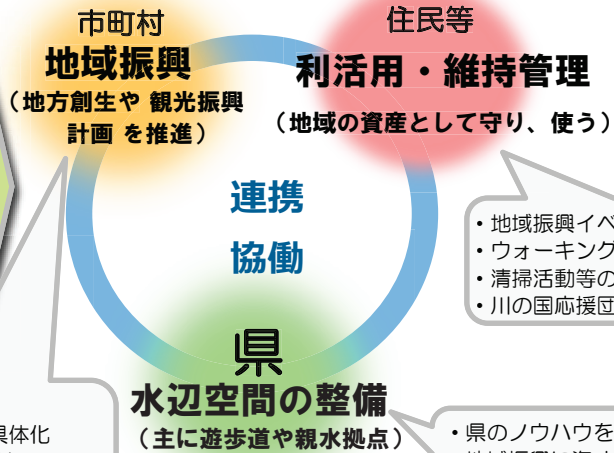 市町村
地域振興
（地方創生や 観光振興
計画 を推進）
住民等
利活用・維持管理
（地域の資産として守り、使う）
連携
協働
・地域振興イベ
・ウォーキング
・清掃活動等の
・川の国応援団
県
水辺空間の整備
（主に遊歩道や親水拠点）
具体化
・県のノウハウを